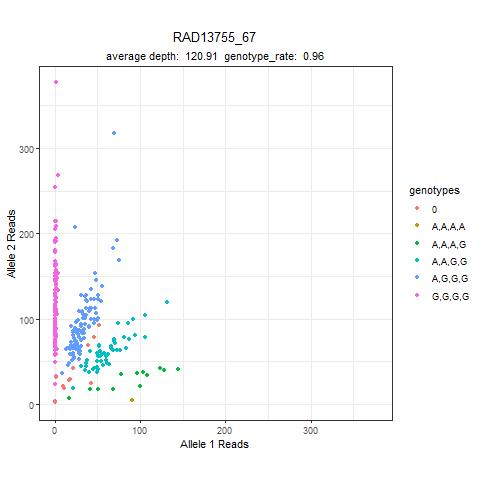 RAD13755_67
average depth: 120.91 genotype_rate: 0.96
300
200
100
0
Allele 2 Reads
0
100
200
300
Allele 1 Reads
genotypes
0
A.A.A.A
A.A.A.G
A.A.G.G
A.G.G.G
G.G.G.G